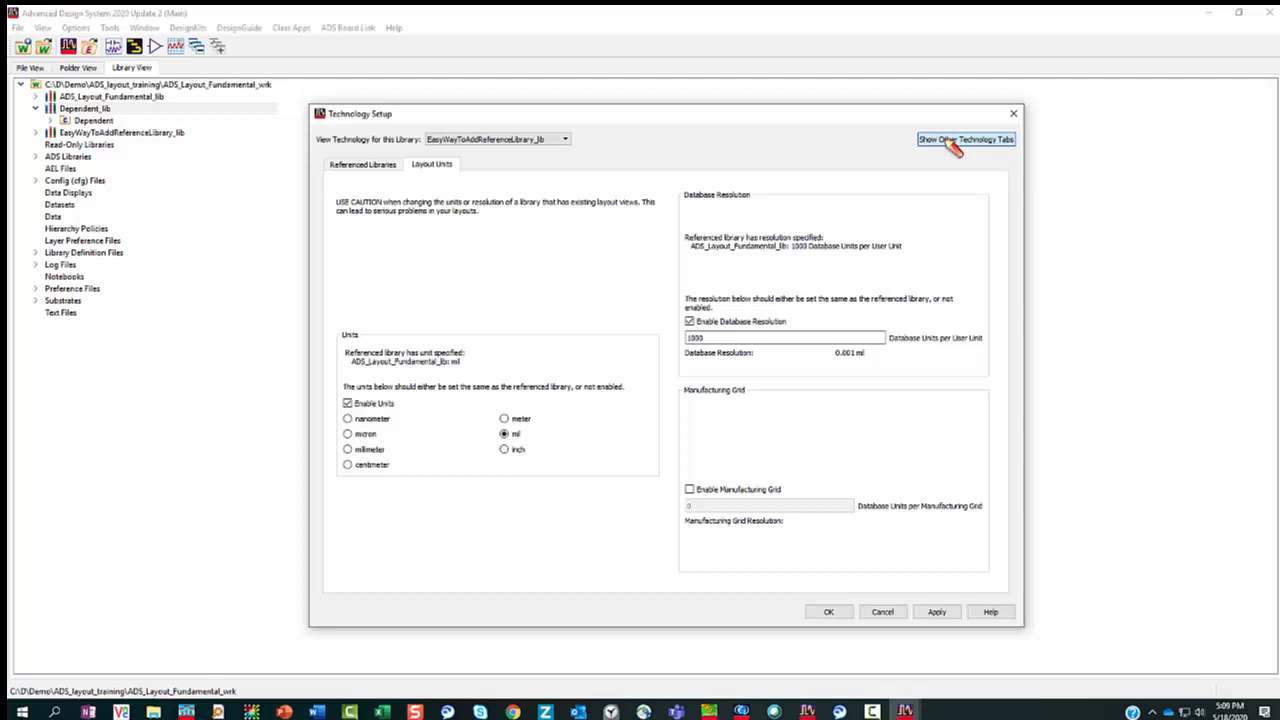 Advanced Design System 2020 Update 2 (Main)
File View Options Tools Window DesignKits DesignGuide Class Apps ADS Board Link Help
File View Folder View Library View
C:\D\Demo\ADS_layout_training\ADS_Layout_Fundamental_wrk
ADS_Layout_Fundamental_lib
Dependent_lib
Dependent
EasyWayToAddReferenceLibrary_lib
Read-Only Libraries
ADS Libraries
AEL Files
Config (cfg) Files
Data Displays
Datasets
Data
Hierarchy Policies
Layer Preference Files
Library Definition Files
Log Files
Notebooks
Preference Files
Substrates
Text Files
Technology Setup
View Technology for this Library: EasyWayToAddReferenceLibrary_lib
Show Other Technology Tabs
Referenced Libraries Layout Units
USE CAUTION when changing the units or resolution of a library that has existing layout views. This
can lead to serious problems in your layouts.
Units
Referenced library has unit specified:
ADS_Layout_Fundamental_lib: mil
The units below should either be set the same as the referenced library, or not enabled.
Enable Units
nanometer meter
micron mil
millimeter inch
centimeter
Database Resolution
Referenced library has resolution specified:
ADS_Layout_Fundamental_lib: 1000 Database Units per User Unit
The resolution below should either be set the same as the referenced library, or not
enabled.
Enable Database Resolution
1000 Database Units per User Unit
Database Resolution: 0.001 mil
Manufacturing Grid
Enable Manufacturing Grid
0 Database Units per Manufacturing Grid
Manufacturing Grid Resolution:
OK Cancel Apply Help
C:\D\Demo\ADS_layout_training\ADS_Layout_Fundamental_wrk
5:09 PM
5/18/2020